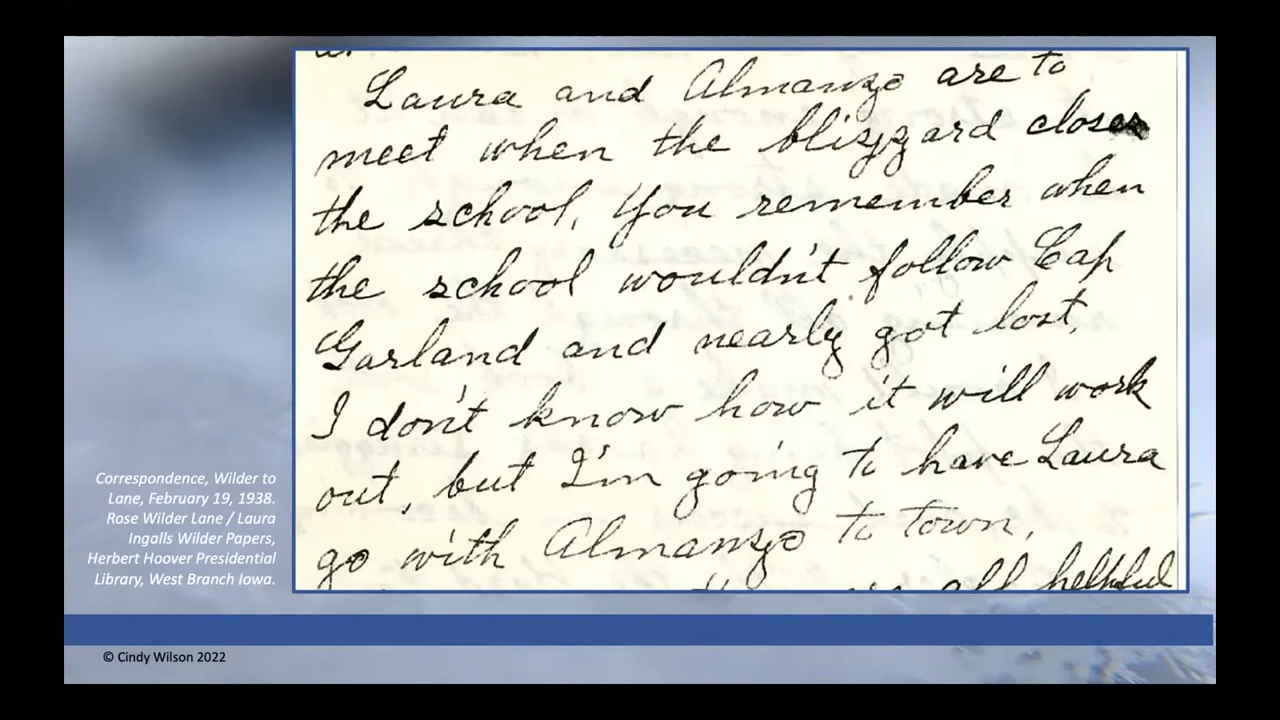 Laura and Almanzo are to
meet when the blizzard closes
the school. You remember when
the school wouldn't follow Cap
Garland and nearly got lost.
I don't know how it will work
out, but I'm going to have Laura
go with Almanzo to town.
all helpful
Correspondence, Wilder to
Lane, February 19, 1938.
Rose Wilder Lane / Laura
Ingalls Wilder Papers,
Herbert Hoover Presidential
Library, West Branch Iowa.
© Cindy Wilson 2022